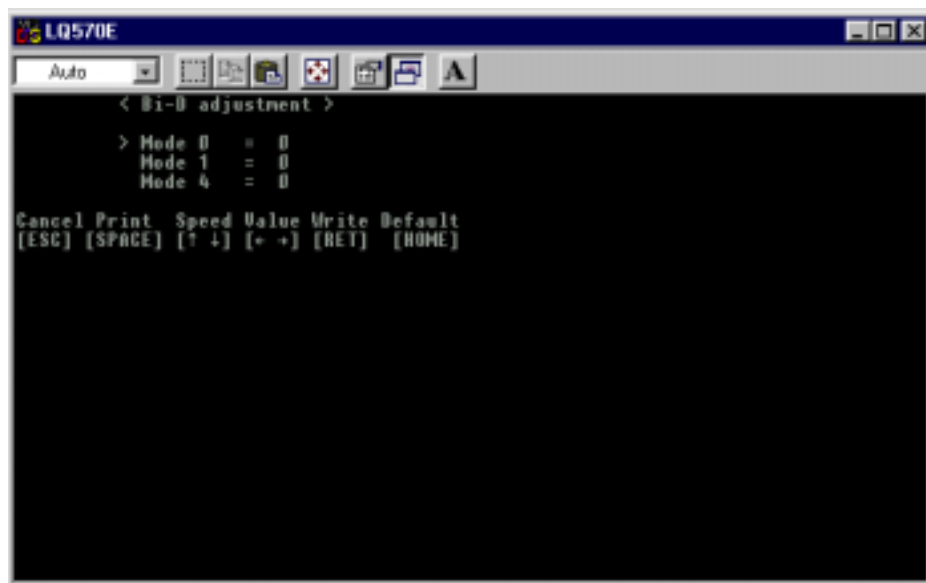 LQ570E
Auto
A
< Bi-D adjustment >
> Mode 0 = 0
Mode 1 = 0
Mode 4 = 0
Cancel Print Speed Value Write Default
[ESC] [SPACE] [↑ ↓] [← →] [RET] [HOME]